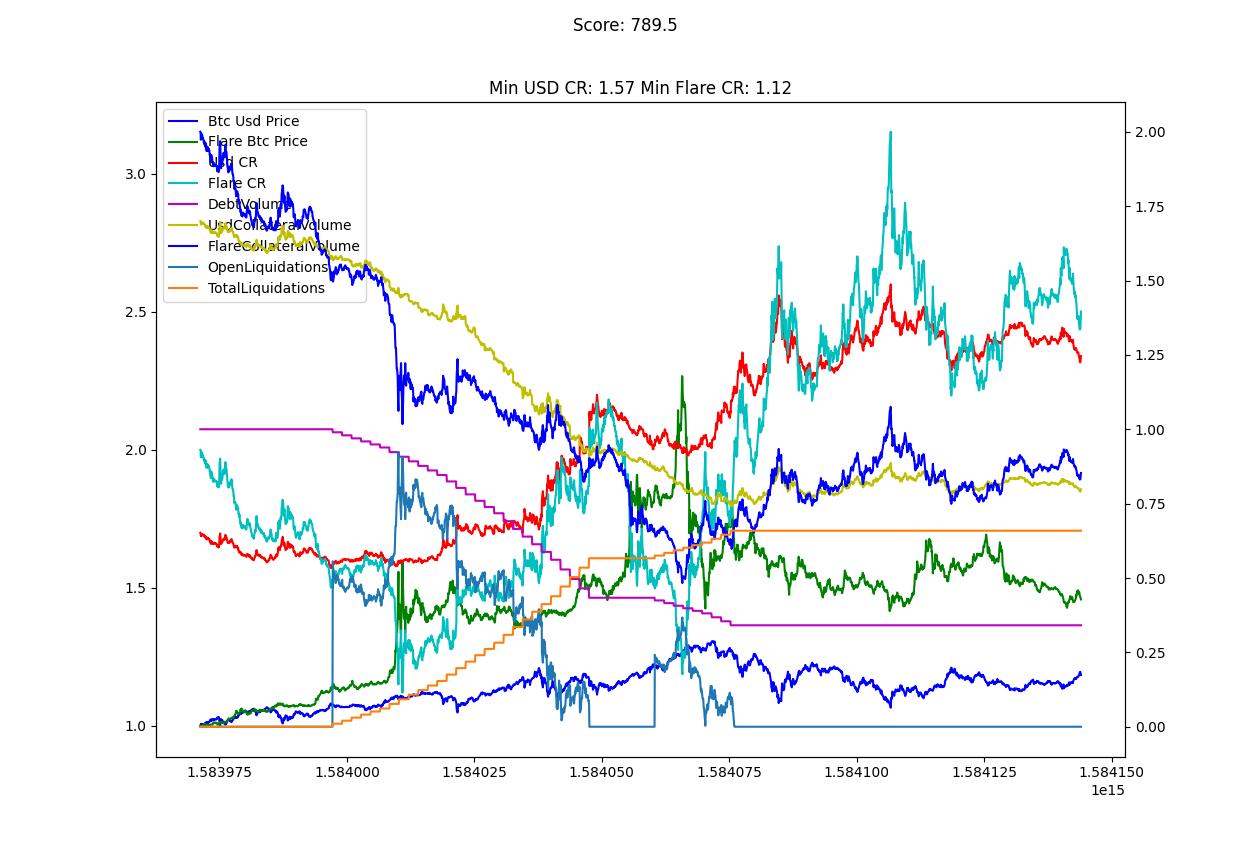 Score: 789.5
Min USD CR: 1.57 Min Flare CR: 1.12
Btc Usd Price
Flare Btc Price
Usd CR
Flare CR
DebtVolume
UsdCollateralVolume
FlareCollateralVolume
OpenLiquidations
TotalLiquidations
3.0
2.5
2.0
1.5
1.0
2.00
1.75
1.50
1.25
1.00
0.75
0.50
0.25
0.00
1.583975 1.584000 1.584025 1.584050 1.584075 1.584100 1.584125 1.584150
1e15